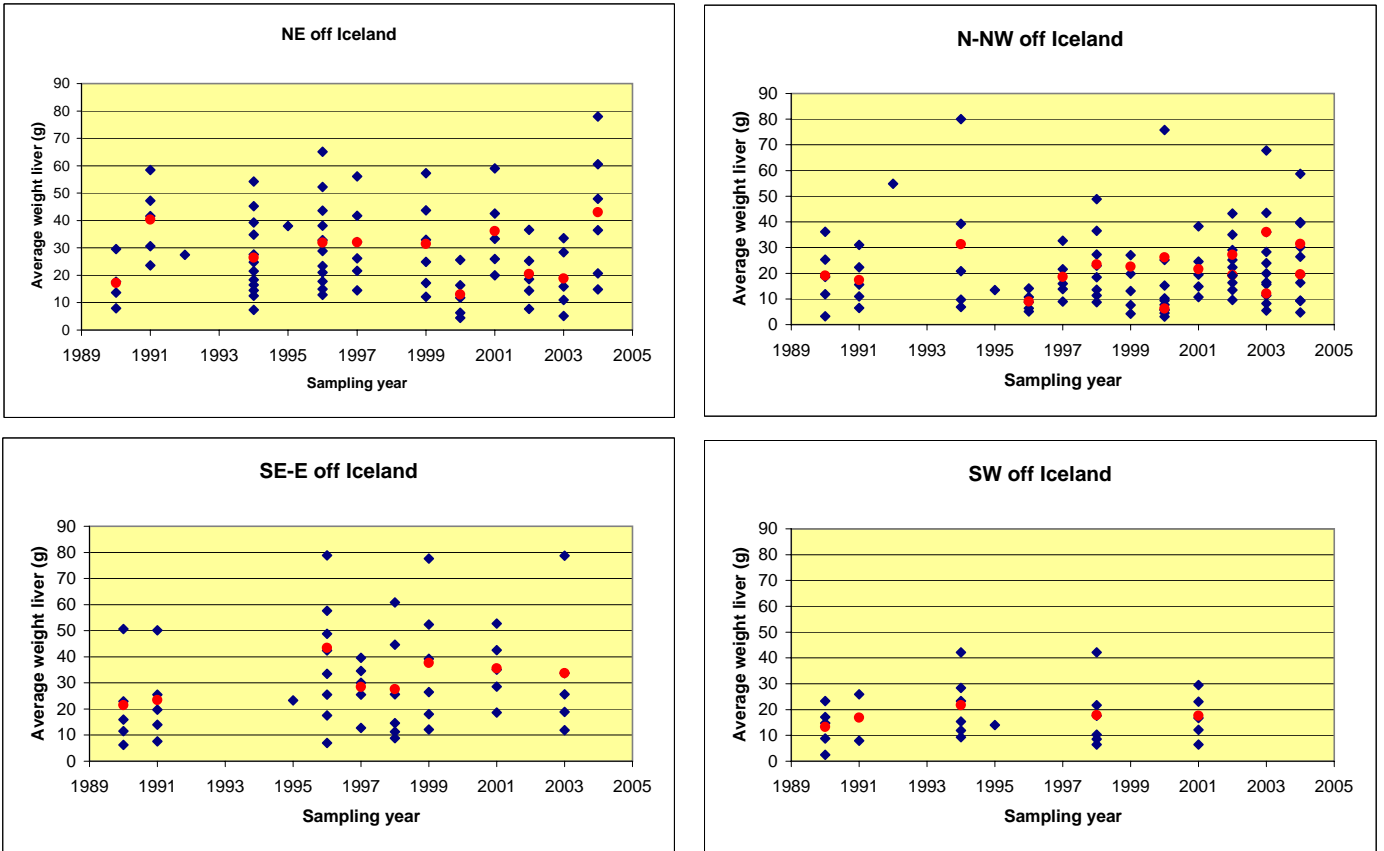 NE off Iceland
Average weight liver (g)
90
80
70
60
50
40
30
20
10
0
1989 1991 1993 1995 1997 1999 2001 2003 2005
Sampling year
N-NW off Iceland
Average weight liver (g)
90
80
70
60
50
40
30
20
10
0
1989 1991 1993 1995 1997 1999 2001 2003 2005
Sampling year
SE-E off Iceland
Average weight liver (g)
90
80
70
60
50
40
30
20
10
0
1989 1991 1993 1995 1997 1999 2001 2003 2005
Sampling year
SW off Iceland
Average weight liver (g)
90
80
70
60
50
40
30
20
10
0
1989 1991 1993 1995 1997 1999 2001 2003 2005
Sampling year